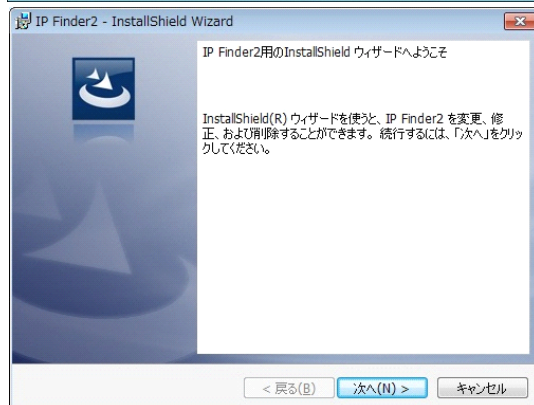 IP Finder2 - InstallShield Wizard
IP Finder2用のInstallShield ウィザードへようこそ
InstallShield(R) ウィザードを使うと、IP Finder2 を変更、修
正、および削除することができます。続行するには、「次へ」をクリッ
クしてください。
< 戻る(B)
次へ(N) >
キャンセル